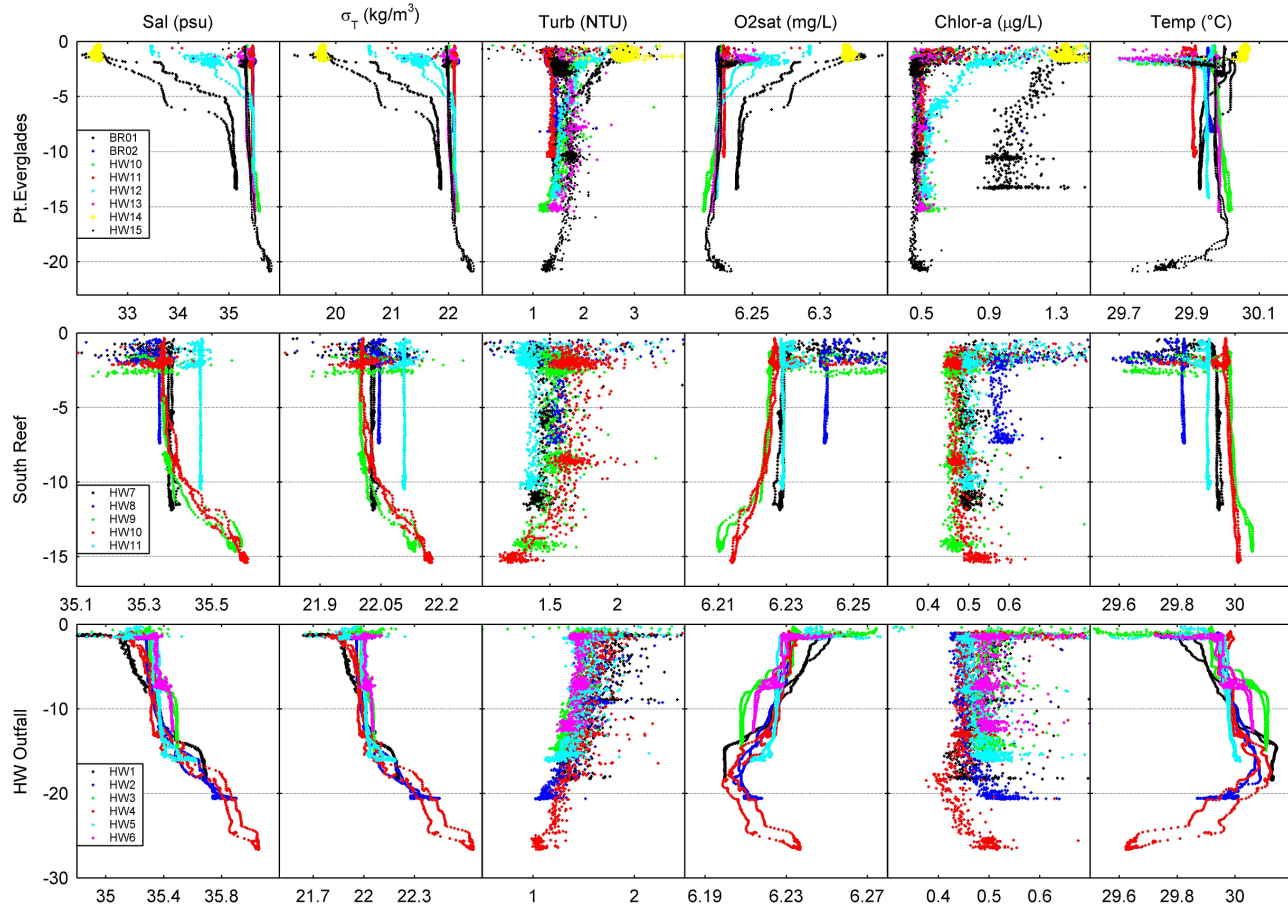 Sal (psu) σT (kg/m3) Turb (NTU) O2sat (mg/L) Chlor-a (μg/L) Temp (°C)
Pt.Everglades
0
-5
-10
-15
-20
BR01
BR02
HW10
HW11
HW12
HW13
HW14
HW15
33 34 35 20 21 22 1 2 3 6.25 6.3 0.5 0.9 1.3 29.7 29.9 30.1
South Reef
0
-5
-10
-15
HW7
HW8
HW9
HW10
HW11
35.1 35.3 35.5 21.9 22.05 22.2 1.5 2 6.21 6.23 6.25 0.4 0.5 0.6 29.6 29.8 30
HW Outfall
0
-10
-20
-30
HW1
HW2
HW3
HW4
HW5
HW6
35 35.4 35.8 21.7 22 22.3 1 2 6.19 6.23 6.27 0.4 0.5 0.6 29.6 29.8 30